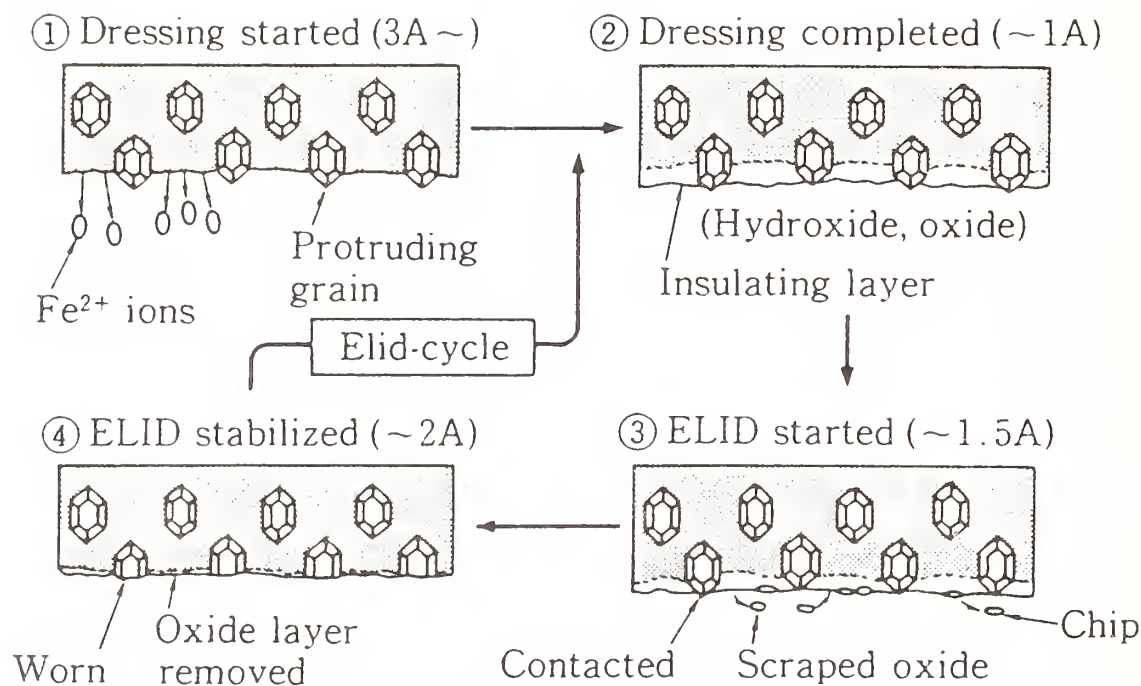 ① Dressing started (3A ~)
② Dressing completed (~1A)
Fe²⁺ ions
Protruding
grain
(Hydroxide, oxide)
Insulating layer
Elid-cycle
④ ELID stabilized (~2A)
③ ELID started (~1.5A)
Worn
Oxide layer
removed
Contacted
Scraped oxide
Chip